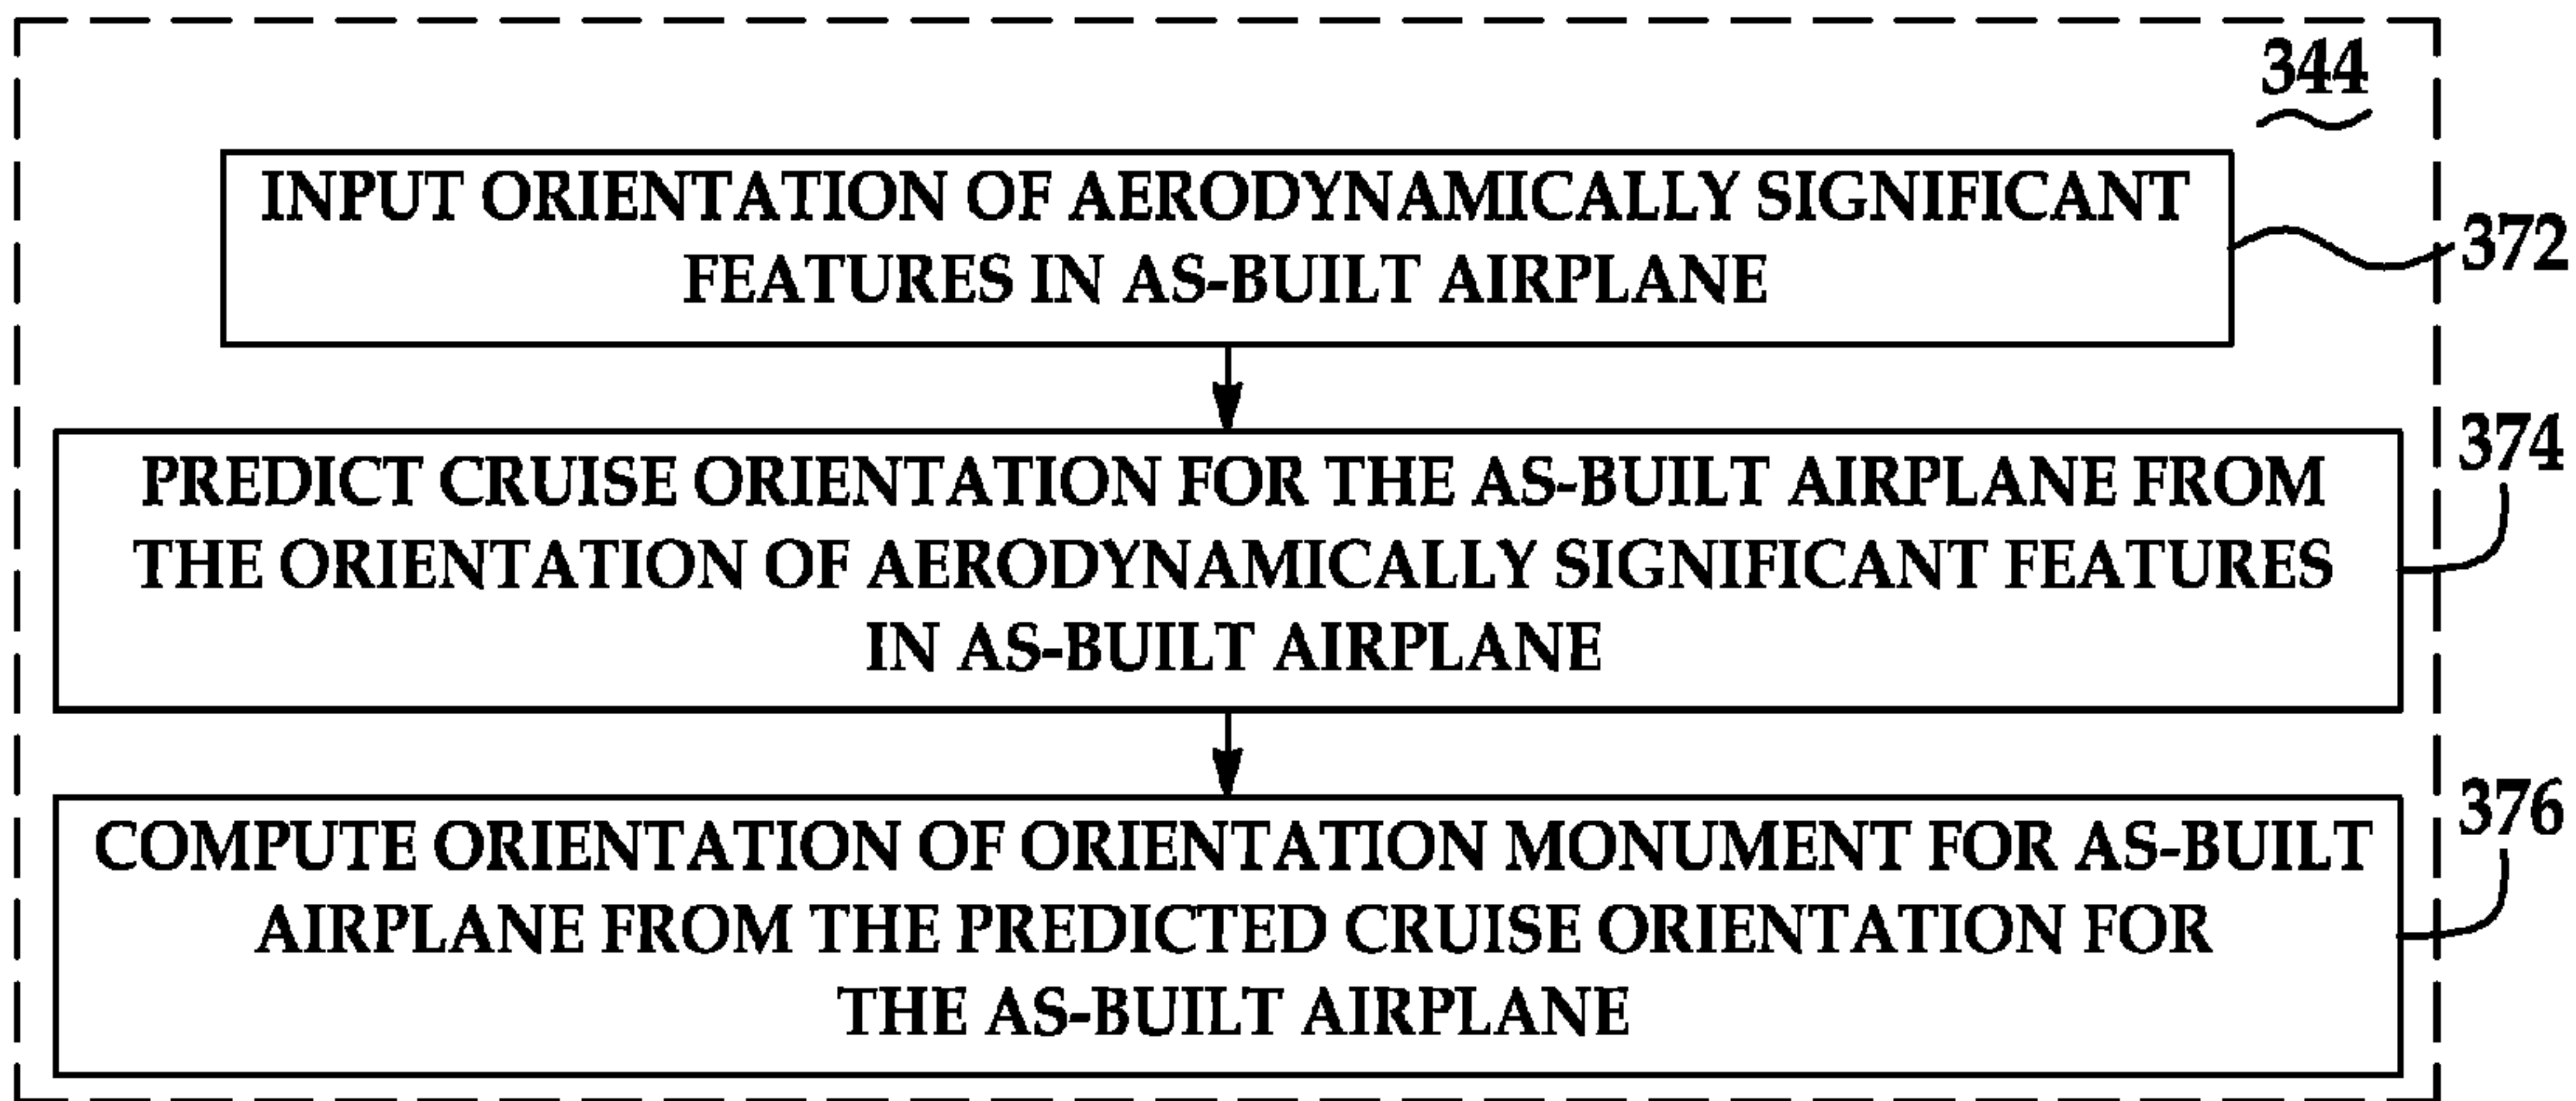 344
INPUT ORIENTATION OF AERODYNAMICALLY SIGNIFICANT
FEATURES IN AS-BUILT AIRPLANE
372
PREDICT CRUISE ORIENTATION FOR THE AS-BUILT AIRPLANE FROM
THE ORIENTATION OF AERODYNAMICALLY SIGNIFICANT FEATURES
IN AS-BUILT AIRPLANE
374
COMPUTE ORIENTATION OF ORIENTATION MONUMENT FOR AS-BUILT
AIRPLANE FROM THE PREDICTED CRUISE ORIENTATION FOR
THE AS-BUILT AIRPLANE
376